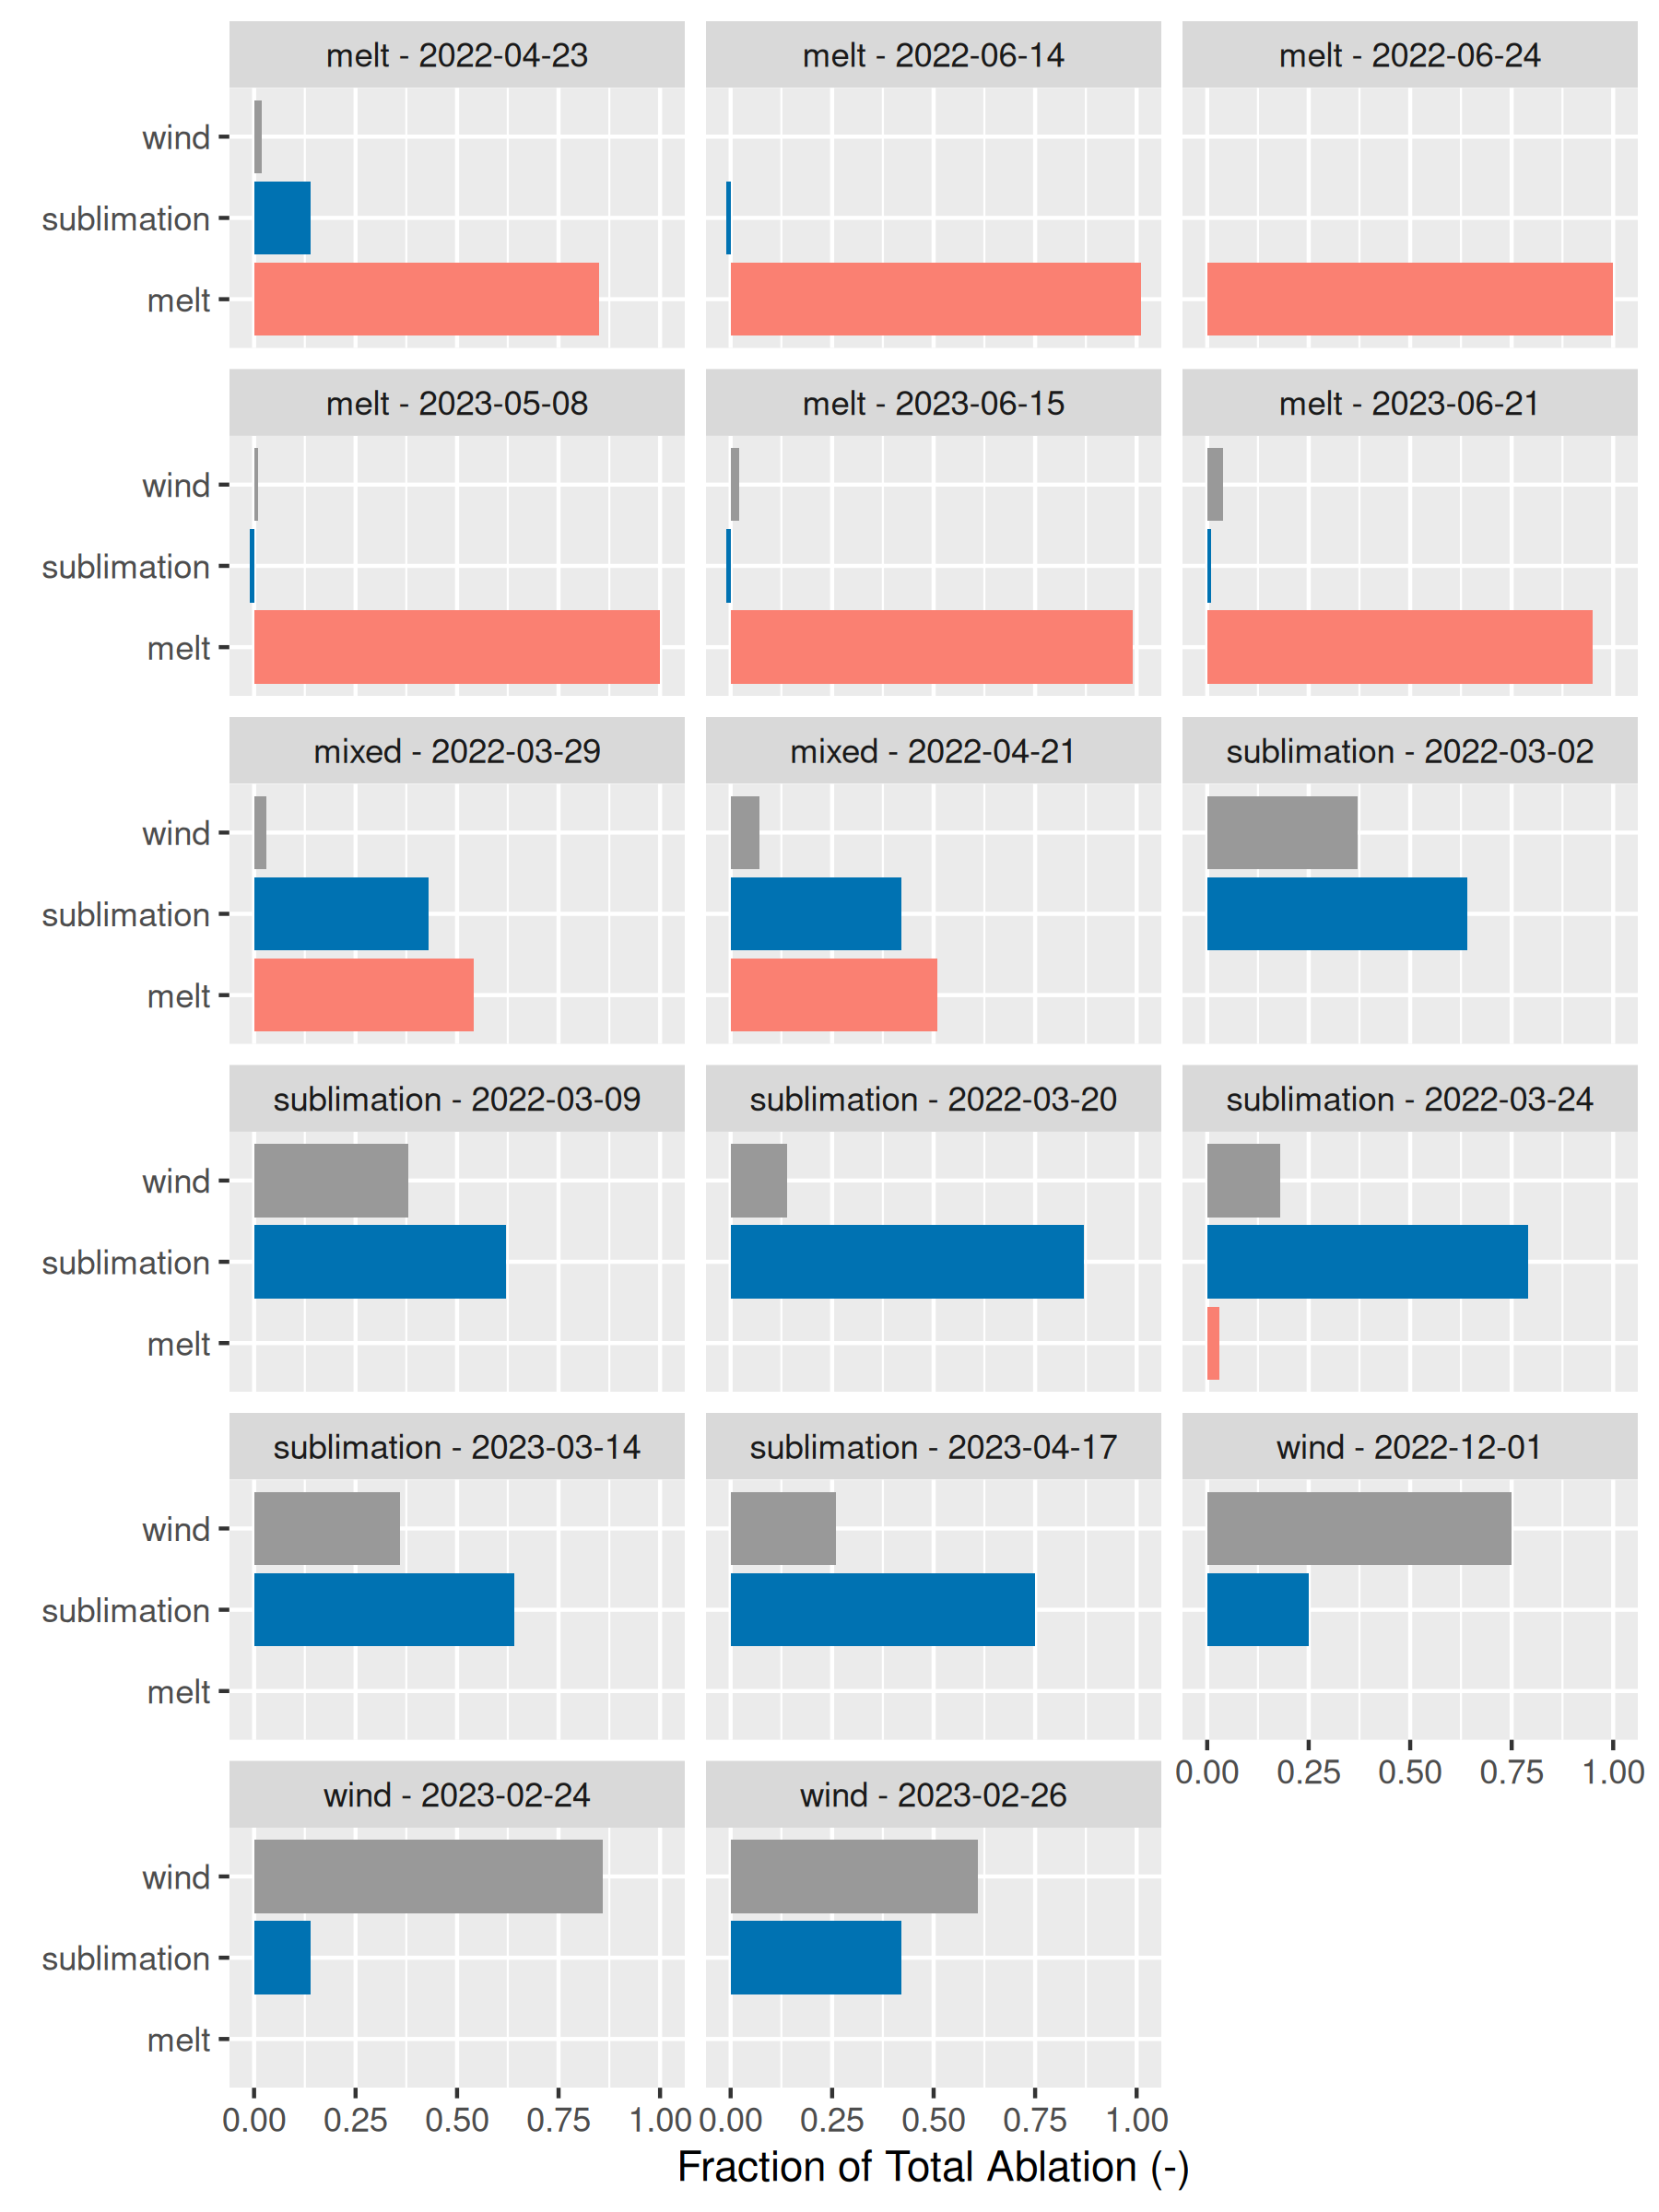 melt - 2022-04-23
melt - 2022-06-14
melt - 2022-06-24
wind
sublimation
melt
melt - 2023-05-08
melt - 2023-06-15
melt - 2023-06-21
wind
sublimation
melt
mixed - 2022-03-29
mixed - 2022-04-21
sublimation - 2022-03-02
wind
sublimation
melt
sublimation - 2022-03-09
sublimation - 2022-03-20
sublimation - 2022-03-24
wind
sublimation
melt
sublimation - 2023-03-14
sublimation - 2023-04-17
wind - 2022-12-01
wind
sublimation
melt
0.00 0.25 0.50 0.75 1.00
wind - 2023-02-24
wind - 2023-02-26
wind
sublimation
melt
0.00 0.25 0.50 0.75 1.00
0.00 0.25 0.50 0.75 1.00
Fraction of Total Ablation (-)